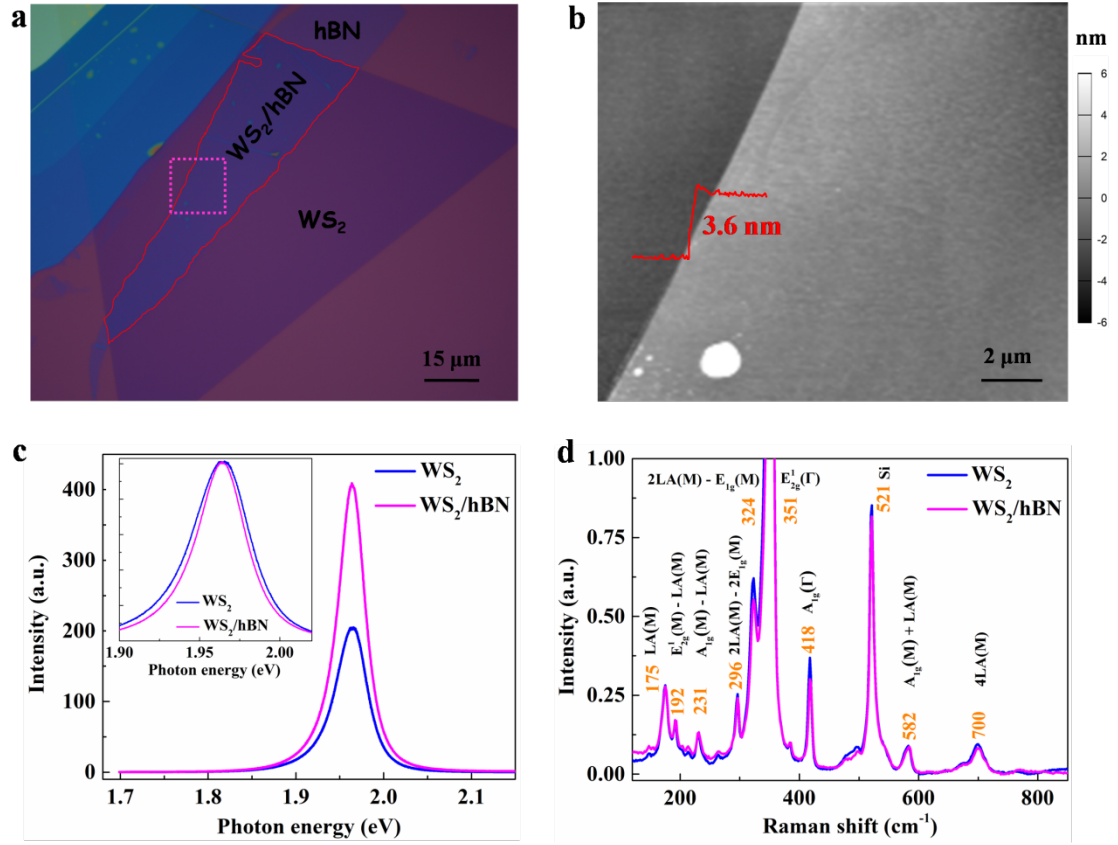 a
hBN
WS₂/hBN
WS₂
15 μm
b
nm
6
4
2
0
-2
-4
-6
3.6 nm
2 μm
c
WS₂
WS₂/hBN
WS₂
WS₂/hBN
1.90 1.95 2.00
Photon energy (eV)
400
300
200
100
0
Intensity (a.u.)
1.7 1.8 1.9 2.0 2.1
Photon energy (eV)
d
WS₂
WS₂/hBN
1.00
0.75
0.50
0.25
0.00
Intensity (a.u.)
2LA(M) - E₁g(M)
324
E¹₂g(Γ)
351
521 Si
175 LA(M)
192 E¹₂g(M) - LA(M)
231 A₁g(M) - LA(M)
296 2LA(M) - 2E₁g(M)
418 A₁g(Γ)
582 A₁g(M) + LA(M)
700 4LA(M)
200 400 600 800
Raman shift (cm⁻¹)